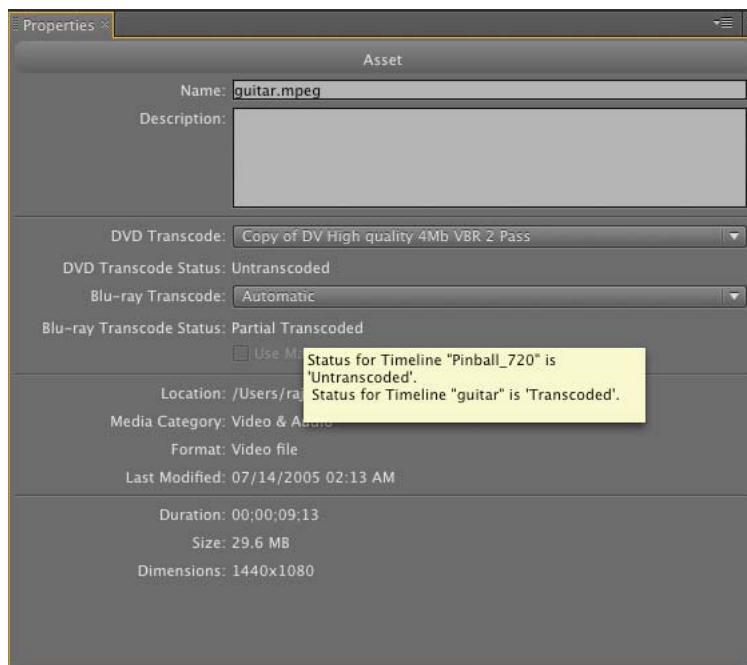 Properties
Asset
Name: guitar.mpeg
Description:
DVD Transcode: Copy of DV High quality 4Mb VBR 2 Pass
DVD Transcode Status: Untranscoded
Blu-ray Transcode: Automatic
Blu-ray Transcode Status: Partial Transcoded
Use
Status for Timeline "Pinball_720" is
'Untranscoded'.
Status for Timeline "guitar" is 'Transcoded'.
Location:
Media Category: Video & Audio
Format: Video file
Last Modified: 07/14/2005 02:13 AM
Duration: 00;00;09;13
Size: 29.6 MB
Dimensions: 1440x1080